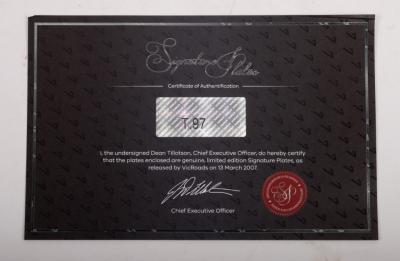 Signature Plates
Certificate of Authentification
T.97
I, the undersigned Dean Tillotson, Chief Executive Officer, do hereby certify
that the plates enclosed are genuine, limited edition Signature Plates, as
released by VicRoads on 13 March 2007.
Chief Executive Officer